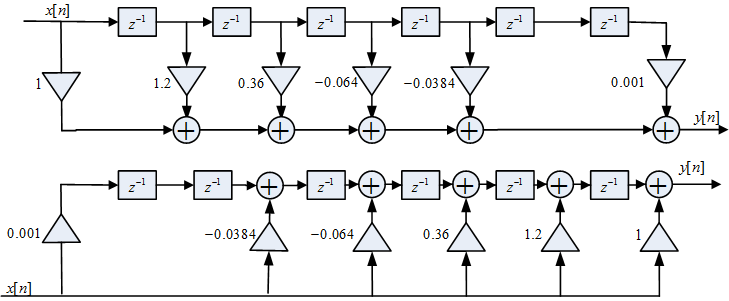 x[n]
z⁻¹ z⁻¹ z⁻¹ z⁻¹ z⁻¹ z⁻¹
1 1.2 0.36 −0.064 −0.0384 0.001
+ + + + + y[n]
z⁻¹ z⁻¹ + z⁻¹ + z⁻¹ + z⁻¹ + z⁻¹ + y[n]
0.001 −0.0384 −0.064 0.36 1.2 1
x[n]